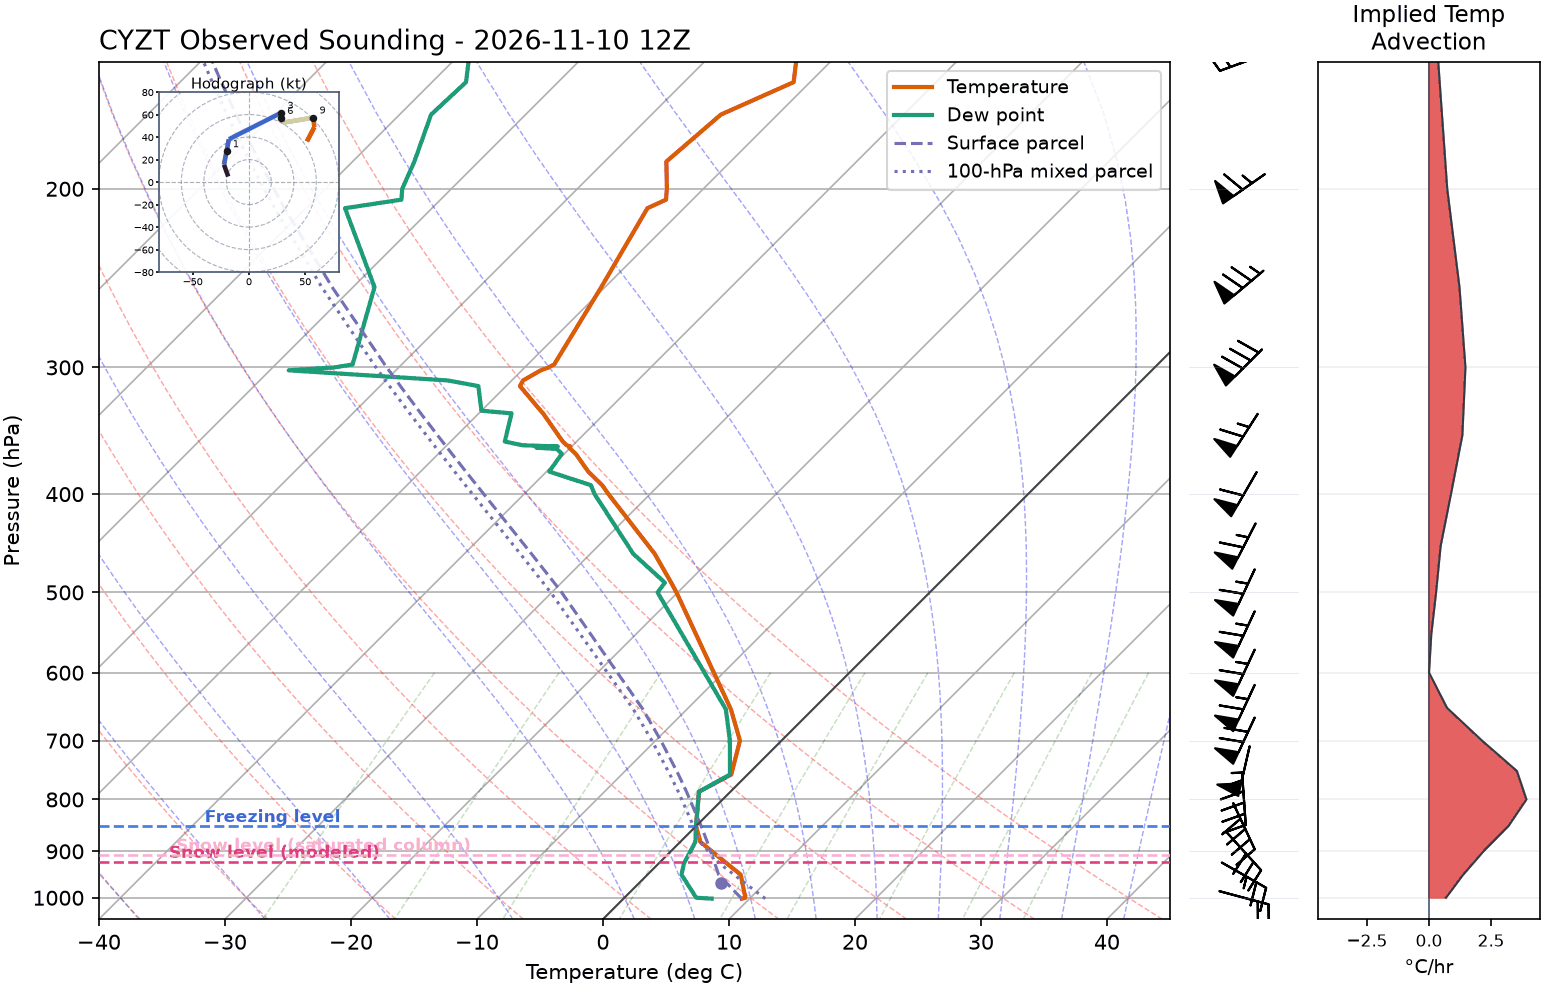 CYZT Observed Sounding - 2026-11-10 12Z
Implied Temp
Advection
Hodograph (kt)
80
60
40
20
0
−20
−40
−60
−80
−50
0
50
1
3
6
9
Temperature
Dew point
Surface parcel
100-hPa mixed parcel
Pressure (hPa)
200
300
400
500
600
700
800
900
1000
Freezing level
Snow level (saturated column)
Snow level (modeled)
−40
−30
−20
−10
0
10
20
30
40
Temperature (deg C)
−2.5
0.0
2.5
°C/hr